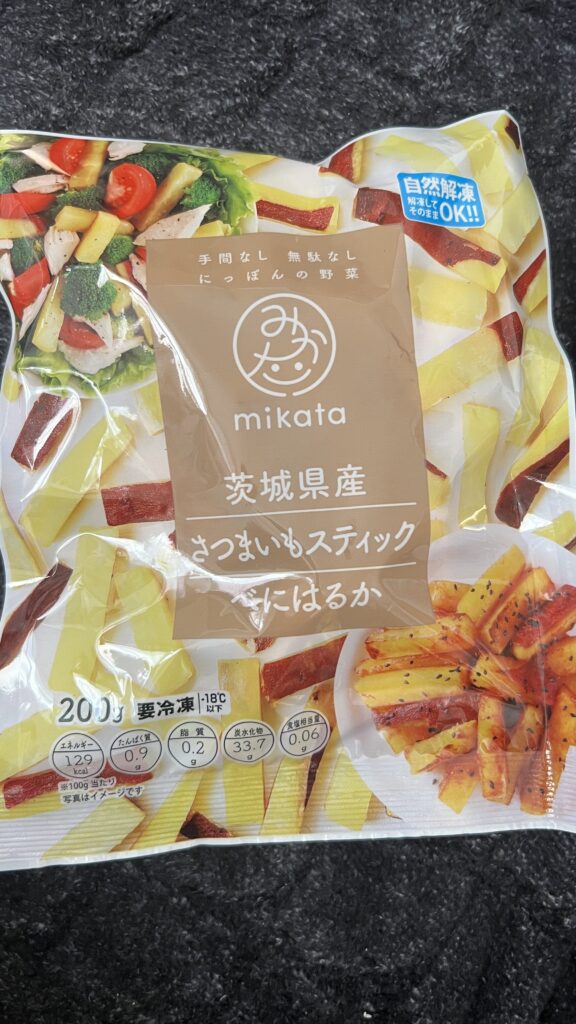 自然解凍
解凍して
そのまま OK!!
手間なし 無駄なし
にっぽんの野菜
みかた
mikata
茨城県産
さつまいもスティック
べにはるか
200g 要冷凍 -18℃以下
エネルギー 129 kcal
たんぱく質 0.9 g
脂質 0.2 g
炭水化物 33.7 g
食塩相当量 0.06 g
※100g 当たり
写真はイメージです